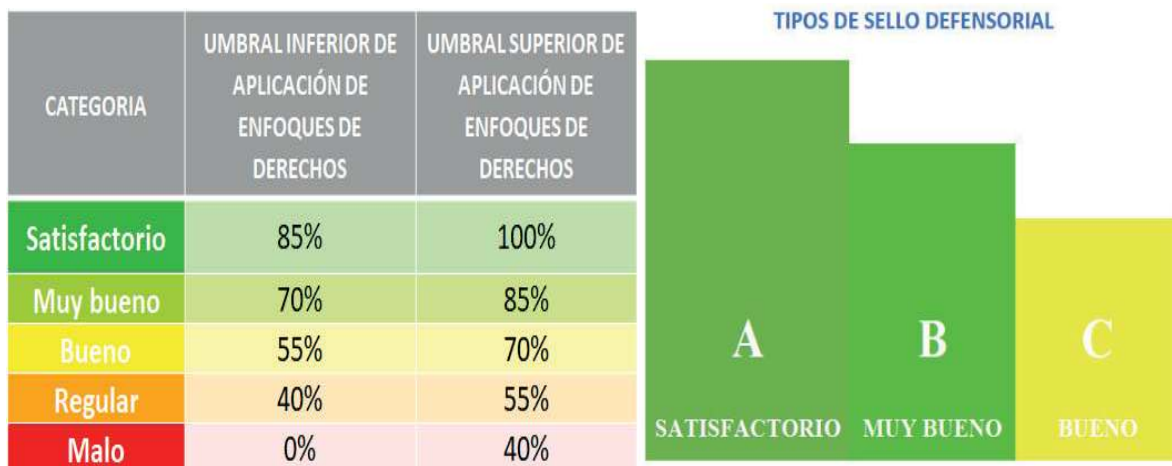 CATEGORIA
UMBRAL INFERIOR DE
APLICACIÓN DE
ENFOQUES DE
DERECHOS
UMBRAL SUPERIOR DE
APLICACIÓN DE
ENFOQUES DE
DERECHOS
Satisfactorio 85% 100%
Muy bueno 70% 85%
Bueno 55% 70%
Regular 40% 55%
Malo 0% 40%
TIPOS DE SELLO DEFENSORIAL
A B C
SATISFACTORIO MUY BUENO BUENO